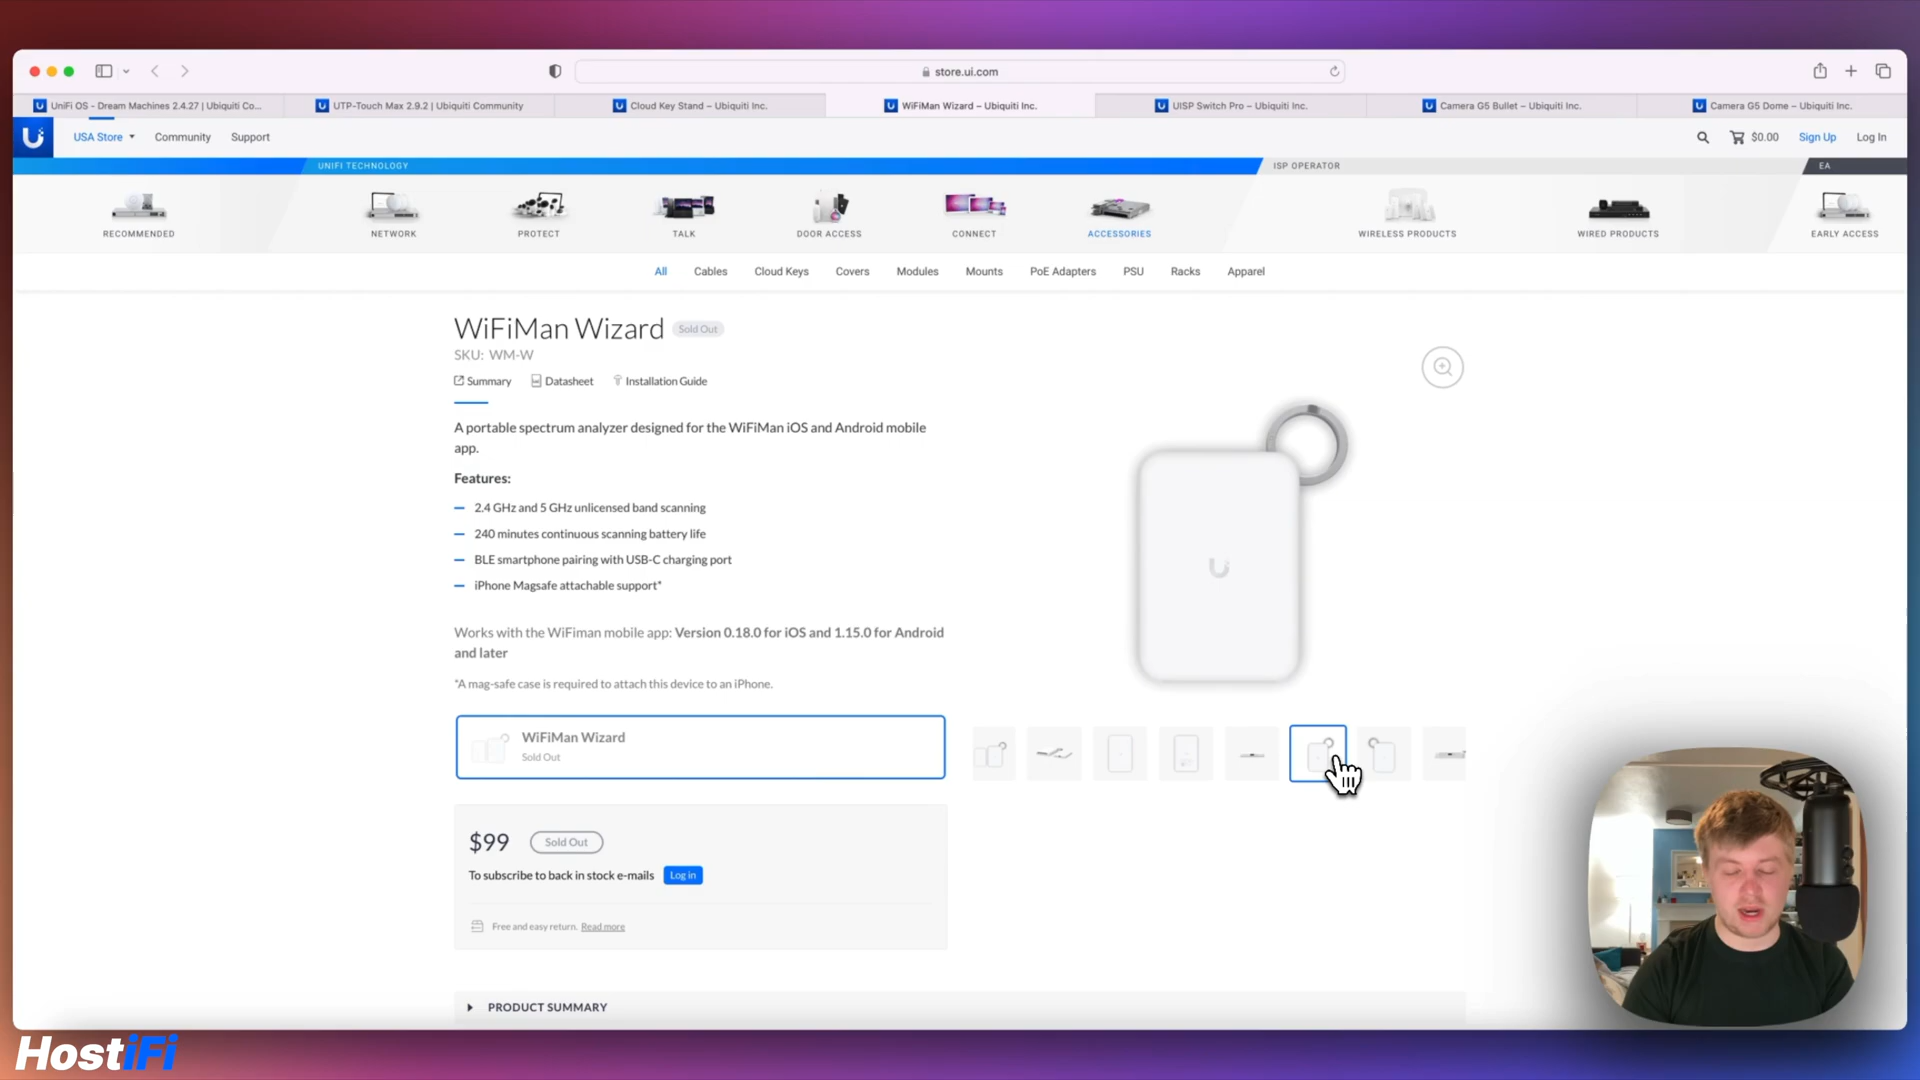 store.ui.com
UniFi OS - Dream Machines 2.4.27 | Ubiquiti Co...
UTP-Touch Max 2.9.2 | Ubiquiti Community
Cloud Key Stand – Ubiquiti Inc.
WiFiMan Wizard – Ubiquiti Inc.
UISP Switch Pro – Ubiquiti Inc.
Camera G5 Bullet – Ubiquiti Inc.
Camera G5 Dome – Ubiquiti Inc.
USA Store
Community
Support
$0.00
Sign Up
Log In
UNIFI TECHNOLOGY
ISP OPERATOR
EA
RECOMMENDED
NETWORK
PROTECT
TALK
DOOR ACCESS
CONNECT
ACCESSORIES
WIRELESS PRODUCTS
WIRED PRODUCTS
EARLY ACCESS
All
Cables
Cloud Keys
Covers
Modules
Mounts
PoE Adapters
PSU
Racks
Apparel
WiFiMan Wizard Sold Out
SKU: WM-W
Summary
Datasheet
Installation Guide
A portable spectrum analyzer designed for the WiFiMan iOS and Android mobile
app.
Features:
2.4 GHz and 5 GHz unlicensed band scanning
240 minutes continuous scanning battery life
BLE smartphone pairing with USB-C charging port
iPhone Magsafe attachable support*
Works with the WiFiman mobile app: Version 0.18.0 for iOS and 1.15.0 for Android
and later
*A mag-safe case is required to attach this device to an iPhone.
WiFiMan Wizard
Sold Out
$99 Sold Out
To subscribe to back in stock e-mails Log in
Free and easy return. Read more
PRODUCT SUMMARY
HostiFi